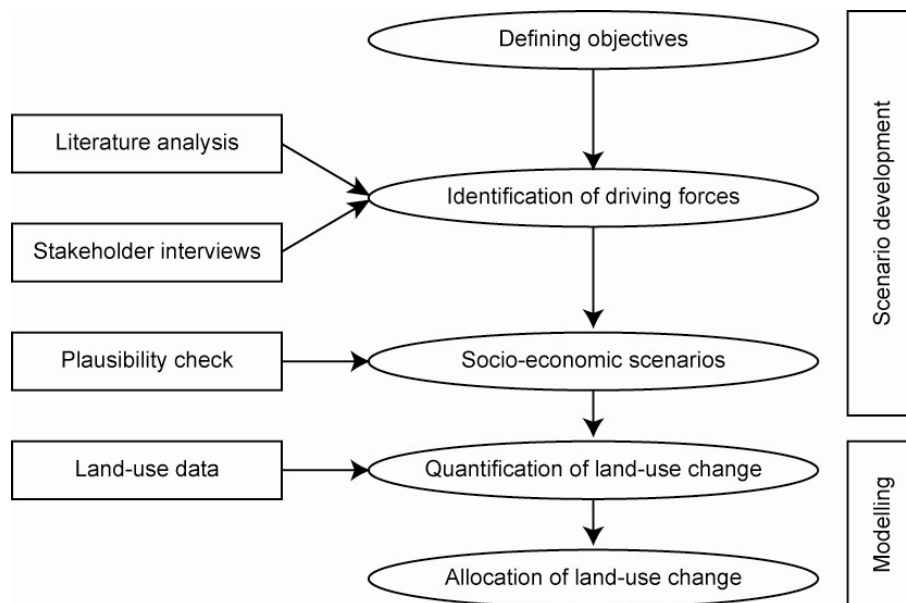 Defining objectives
Literature analysis
Identification of driving forces
Stakeholder interviews
Plausibility check
Socio-economic scenarios
Land-use data
Quantification of land-use change
Allocation of land-use change
Scenario development
Modelling